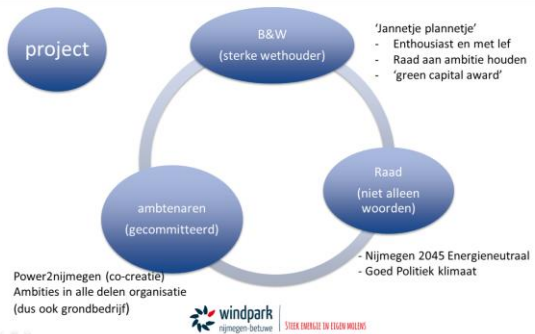 project
B&W
(sterke wethouder)
'Jannetje plannetje'
- Enthousiast en met lef
- Raad aan ambitie houden
- 'green capital award'
Raad
(niet alleen
woorden)
ambtenaren
(gecommitteerd)
- Nijmegen 2045 Energieneutraal
- Goed Politiek klimaat
Power2nijmegen (co-creatie)
Ambities in alle delen organisatie
(dus ook grondbedrijf)
windpark
nijmegen-betuwe
STEEK ENERGIE IN EIGEN MOLENS